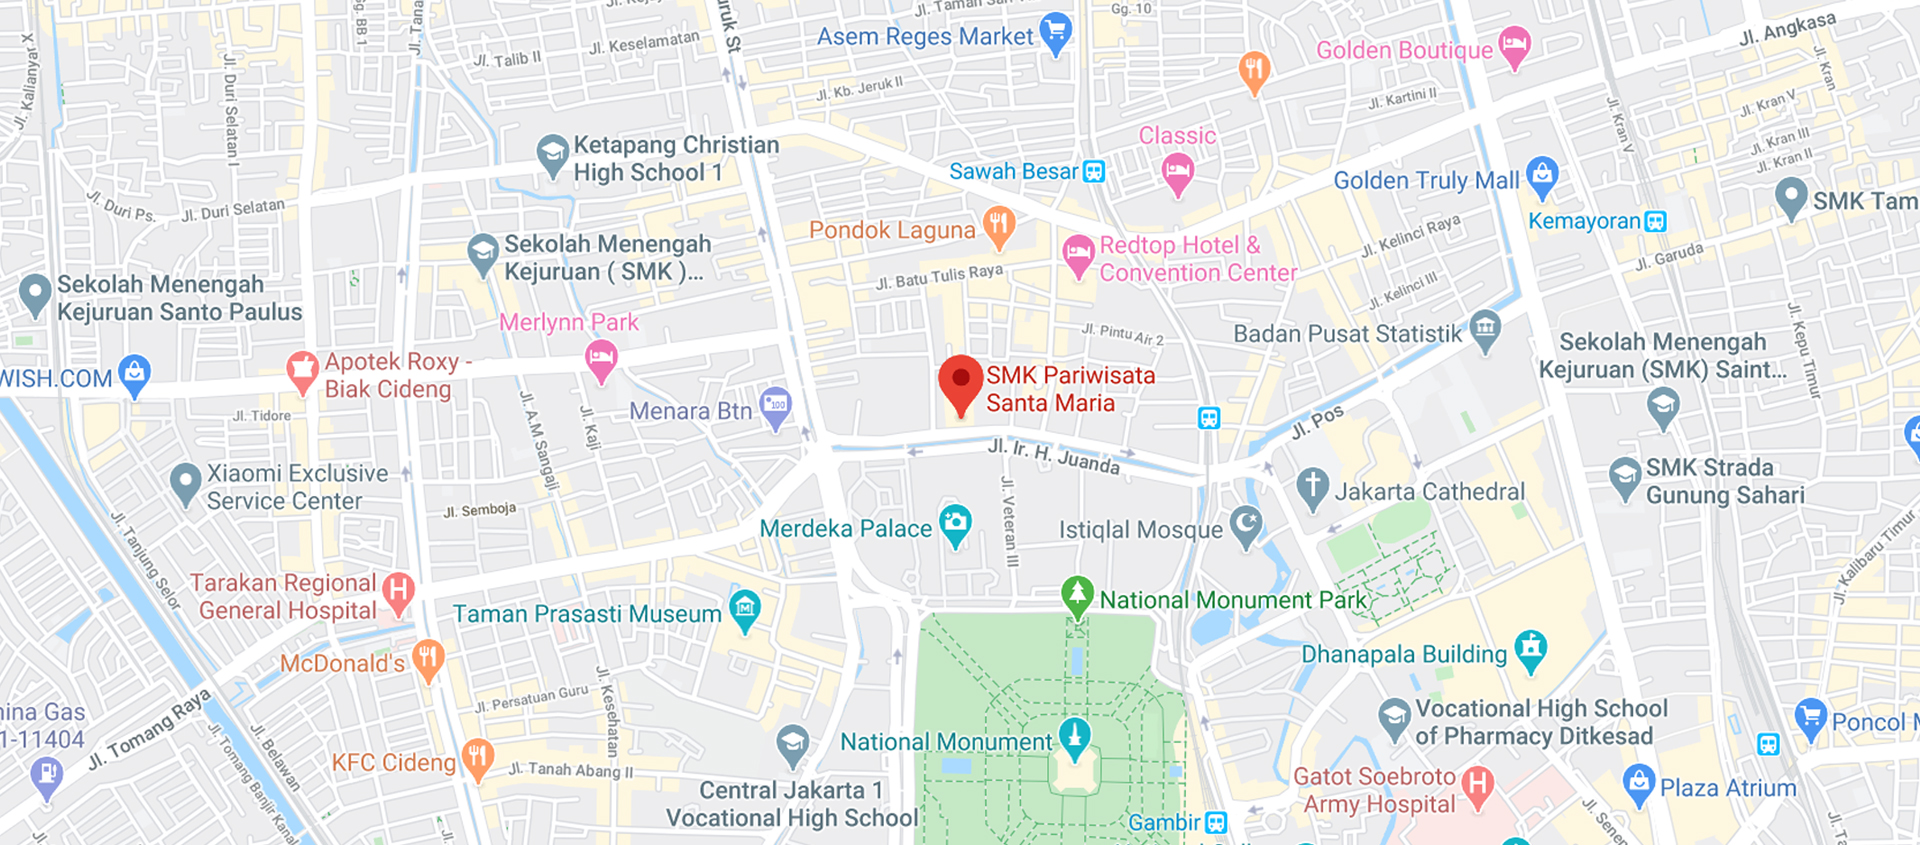 Jl. Taman San
Gg. 10
Jl. Kalianyar X
Gg. BB 1
Jl. Tana
uruk St
Jl. Keselamatan
Jl. Talib II
Asem Reges Market
Golden Boutique
Jl. Angkasa
Jl. Kran
Jl. Duri Selatan I
Jl. Kb. Jeruk II
Jl. Kartini II
Jl. Kran V
Jl. Kran V
Jl. Kran III
Jl. Kran II
Ketapang Christian
High School 1
Classic
Sawah Besar
Golden Truly Mall
SMK Tam
Jl. Duri Ps.
Jl. Duri Selatan
Kemayoran
Pondok Laguna
Jl. Kelinci Raya
Sekolah Menengah
Kejuruan ( SMK )...
Redtop Hotel &
Convention Center
Jl. Garuda
Jl. Batu Tulis Raya
Jl. Kelinci III
Sekolah Menengah
Kejuruan Santo Paulus
Merlynn Park
Jl. Pintu Air 2
Badan Pusat Statistik
Jl. Kepu Timur
Sekolah Menengah
Kejuruan (SMK) Saint...
WISH.COM
Apotek Roxy -
Biak Cideng
SMK Pariwisata
Santa Maria
Jl. Tidore
Jl. A.M Sangaji
Jl. Kaji
Menara Btn
100
Jl. Pos
Jl. Ir. H. Juanda
Xiaomi Exclusive
Service Center
SMK Strada
Gunung Sahari
Jakarta Cathedral
Jl. Semboja
Jl. Veteran III
Merdeka Palace
Istiqlal Mosque
Jl. Tanjung Selor
Jl. Kalibaru Timur
Tarakan Regional
General Hospital
H
Taman Prasasti Museum
M
National Monument Park
McDonald's
Dhanapala Building
Jl. Persatuan Guru
Jl. Kesehatan
Jl. Tomang Raya
ina Gas
1-11404
Jl. Belawan
Jl. Tomang Banjir Kanal
Vocational High School
of Pharmacy Ditkesad
Poncol M
National Monument
KFC Cideng
Jl. Tanah Abang II
Central Jakarta 1
Vocational High School
Gatot Soebroto
Army Hospital
H
Plaza Atrium
Gambir
Jl. Senen
Jl. Ta